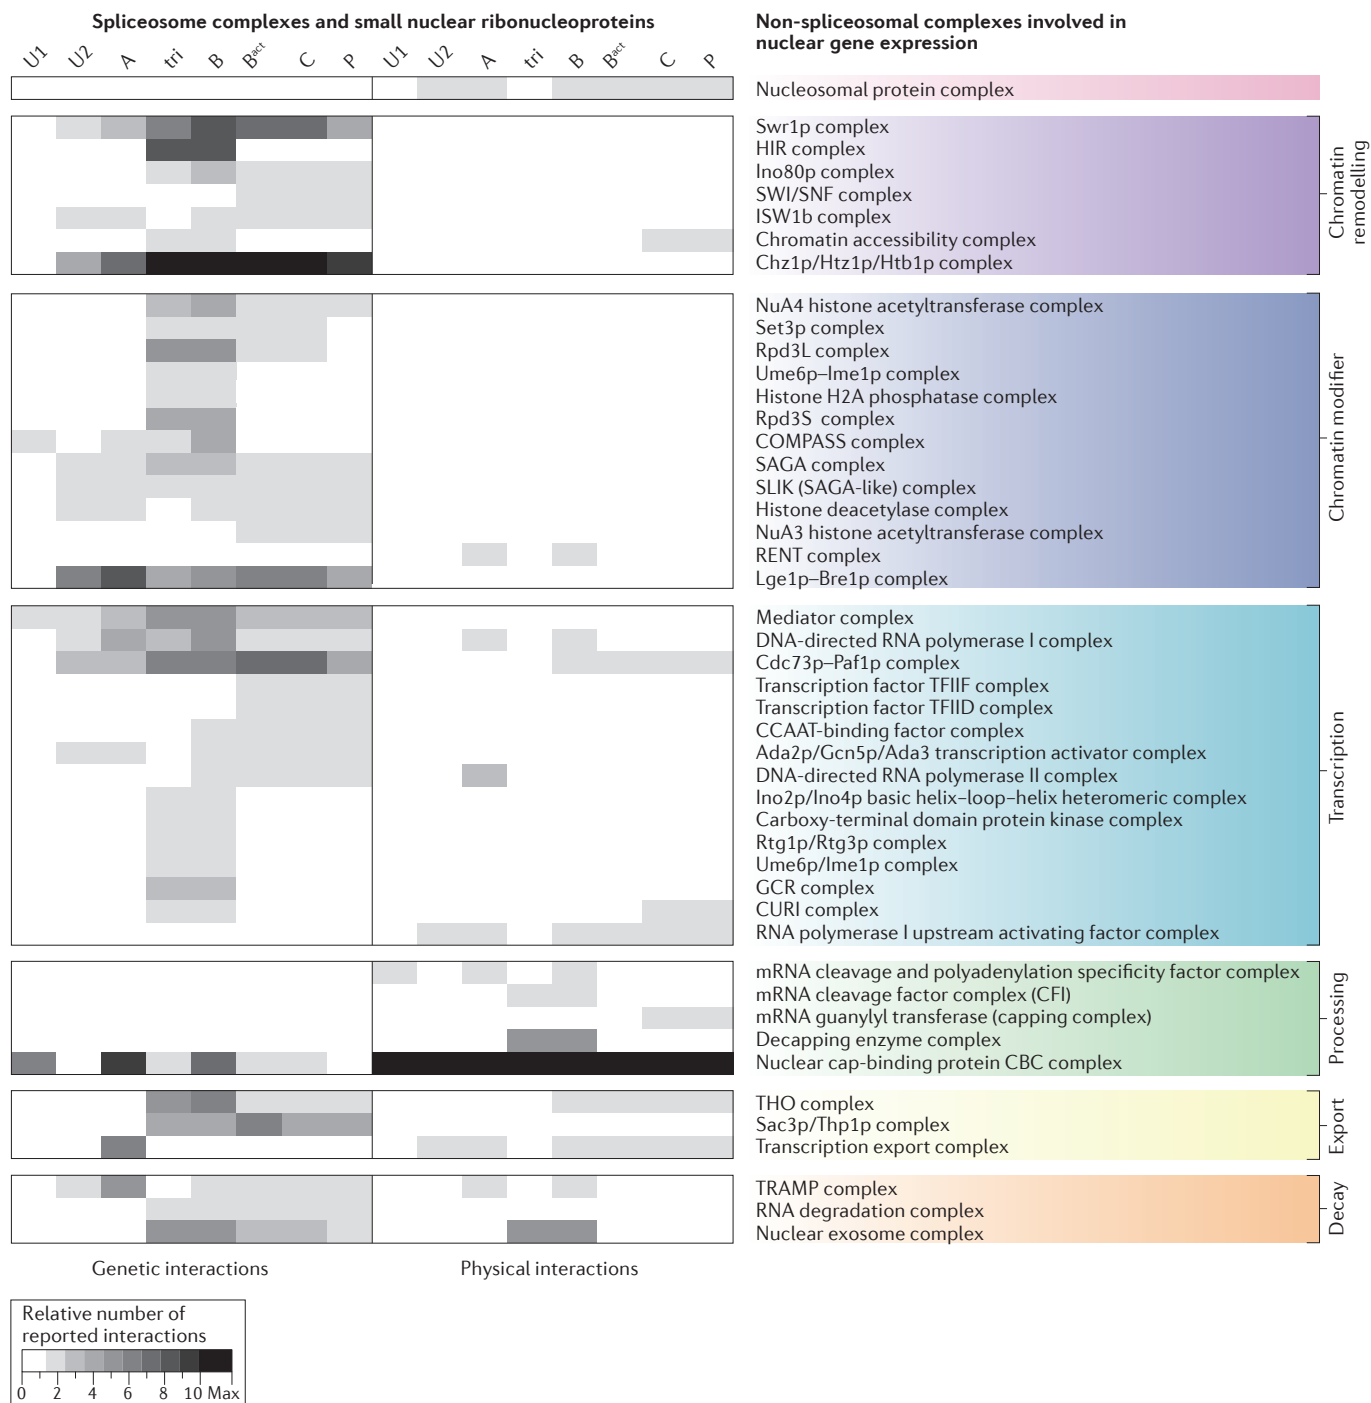 Spliceosome complexes and small nuclear ribonucleoproteins
Non-spliceosomal complexes involved in
nuclear gene expression
U1 U2 A tri B Bact C P U1 U2 A tri B Bact C P
Nucleosomal protein complex
Swr1p complex
HIR complex
Ino80p complex
SWI/SNF complex
ISW1b complex
Chromatin accessibility complex
Chz1p/Htz1p/Htb1p complex
Chromatin
remodelling
NuA4 histone acetyltransferase complex
Set3p complex
Rpd3L complex
Ume6p–Ime1p complex
Histone H2A phosphatase complex
Rpd3S complex
COMPASS complex
SAGA complex
SLIK (SAGA-like) complex
Histone deacetylase complex
NuA3 histone acetyltransferase complex
RENT complex
Lge1p–Bre1p complex
Chromatin modifier
Mediator complex
DNA-directed RNA polymerase I complex
Cdc73p–Paf1p complex
Transcription factor TFIIF complex
Transcription factor TFIID complex
CCAAT-binding factor complex
Ada2p/Gcn5p/Ada3 transcription activator complex
DNA-directed RNA polymerase II complex
Ino2p/Ino4p basic helix–loop–helix heteromeric complex
Carboxy-terminal domain protein kinase complex
Rtg1p/Rtg3p complex
Ume6p/Ime1p complex
GCR complex
CURI complex
RNA polymerase I upstream activating factor complex
Transcription
mRNA cleavage and polyadenylation specificity factor complex
mRNA cleavage factor complex (CFI)
mRNA guanylyl transferase (capping complex)
Decapping enzyme complex
Nuclear cap-binding protein CBC complex
Processing
THO complex
Sac3p/Thp1p complex
Transcription export complex
Export
TRAMP complex
RNA degradation complex
Nuclear exosome complex
Decay
Genetic interactions
Physical interactions
Relative number of
reported interactions
0 2 4 6 8 10 Max